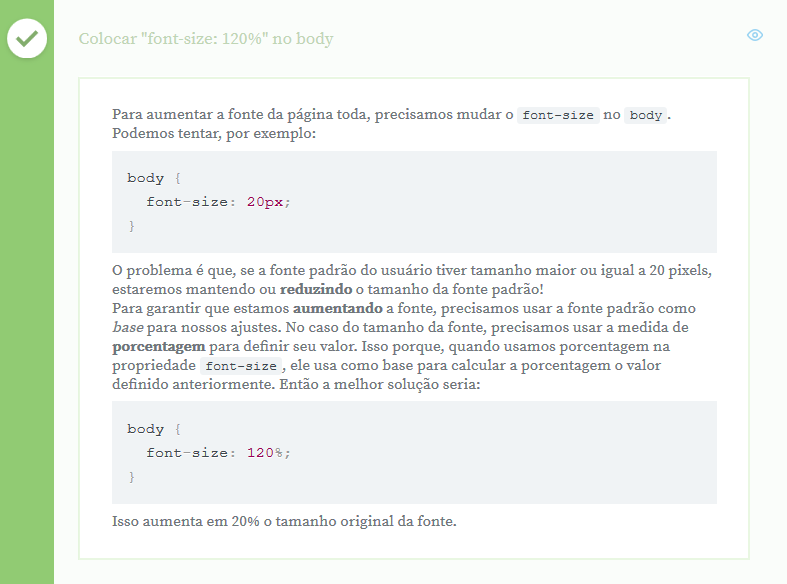 Colocar "font-size: 120%" no body
Para aumentar a fonte da página toda, precisamos mudar o font-size no body.
Podemos tentar, por exemplo:
body {
  font-size: 20px;
}
O problema é que, se a fonte padrão do usuário tiver tamanho maior ou igual a 20 pixels,
estaremos mantendo ou reduzindo o tamanho da fonte padrão!
Para garantir que estamos aumentando a fonte, precisamos usar a fonte padrão como
base para nossos ajustes. No caso do tamanho da fonte, precisamos usar a medida de
porcentagem para definir seu valor. Isso porque, quando usamos porcentagem na
propriedade font-size, ele usa como base para calcular a porcentagem o valor
definido anteriormente. Então a melhor solução seria:
body {
  font-size: 120%;
}
Isso aumenta em 20% o tamanho original da fonte.